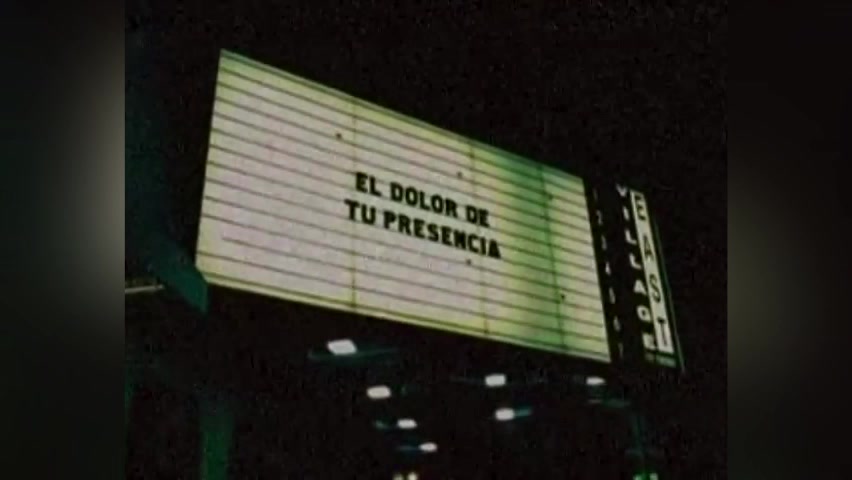 EL DOLOR DE
TU PRESENCIA
VILLAGE
EAST